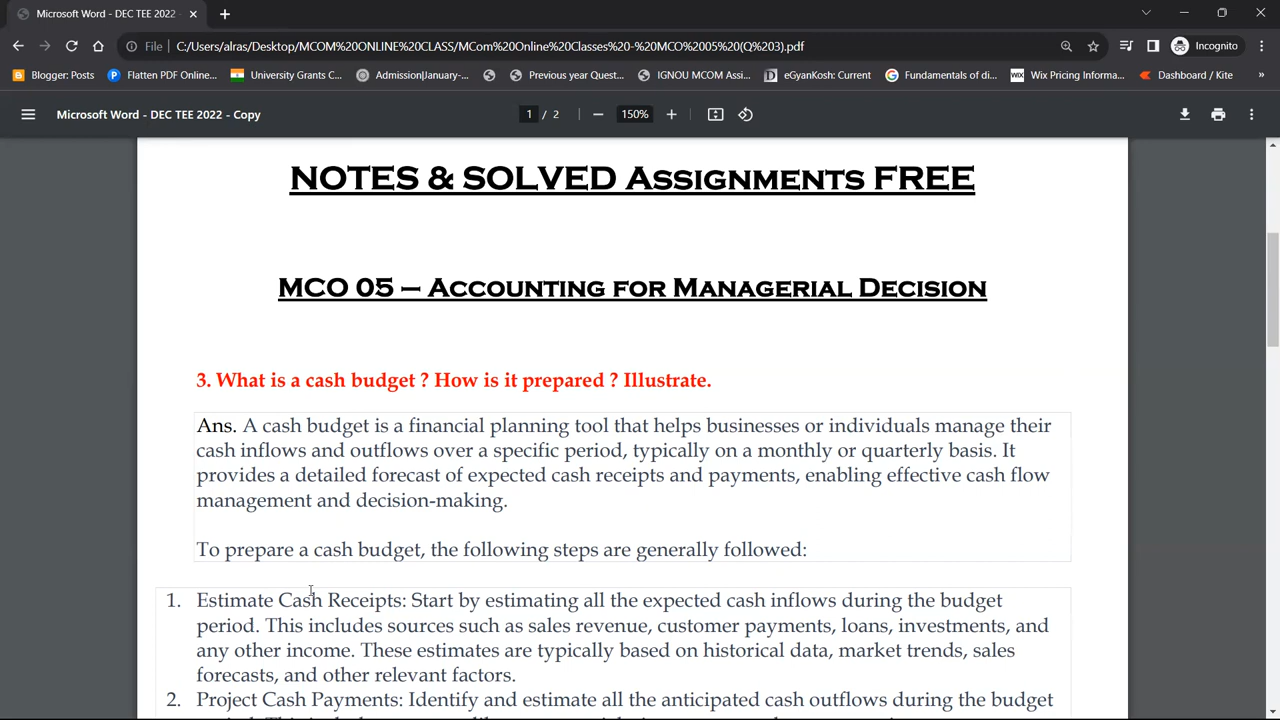 Microsoft Word - DEC TEE 2022 -
Incognito
File C:/Users/alras/Desktop/MCOM%20ONLINE%20CLASS/MCom%20Online%20Classes%20-%20MCO%2005%20(Q%203).pdf
Blogger: Posts Flatten PDF Online... University Grants C... Admission|January-... Previous year Quest... IGNOU MCOM Assi... eGyanKosh: Current Fundamentals of di... WIX Wix Pricing Informa... Dashboard / Kite »
Microsoft Word - DEC TEE 2022 - Copy 1 / 2 150%
NOTES & SOLVED Assignments FREE
MCO 05 – Accounting for Managerial Decision
3. What is a cash budget ? How is it prepared ? Illustrate.
Ans. A cash budget is a financial planning tool that helps businesses or individuals manage their
cash inflows and outflows over a specific period, typically on a monthly or quarterly basis. It
provides a detailed forecast of expected cash receipts and payments, enabling effective cash flow
management and decision-making.
To prepare a cash budget, the following steps are generally followed:
1. Estimate Cash Receipts: Start by estimating all the expected cash inflows during the budget
period. This includes sources such as sales revenue, customer payments, loans, investments, and
any other income. These estimates are typically based on historical data, market trends, sales
forecasts, and other relevant factors.
2. Project Cash Payments: Identify and estimate all the anticipated cash outflows during the budget